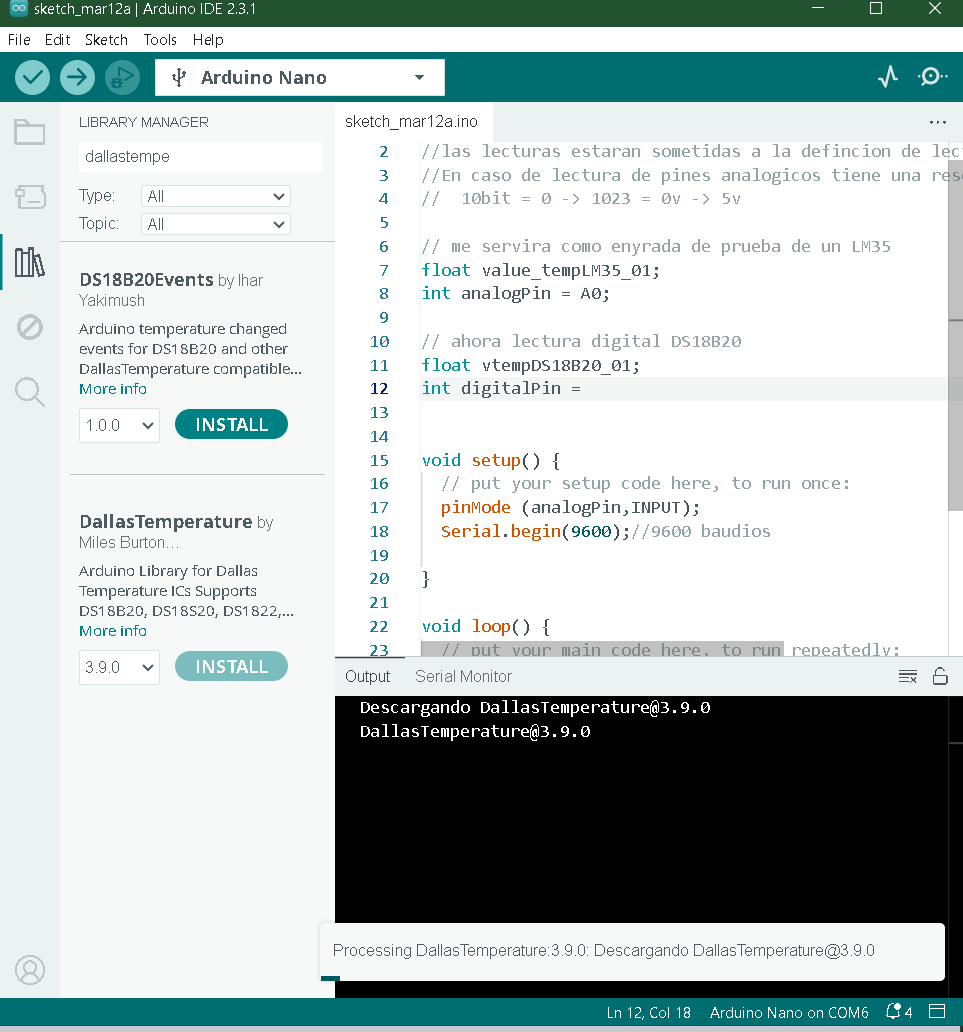 sketch_mar12a | Arduino IDE 2.3.1
File Edit Sketch Tools Help
Arduino Nano
LIBRARY MANAGER
dallastempe
Type: All
Topic: All
DS18B20Events by Ihar
Yakimush
Arduino temperature changed
events for DS18B20 and other
DallasTemperature compatible...
More info
1.0.0 INSTALL
DallasTemperature by
Miles Burton...
Arduino Library for Dallas
Temperature ICs Supports
DS18B20, DS18S20, DS1822,...
More info
3.9.0 INSTALL
sketch_mar12a.ino
2 //las lecturas estaran sometidas a la defincion de lec
3 //En caso de lectura de pines analogicos tiene una res
4 //  10bit = 0 -> 1023 = 0v -> 5v
5
6 // me servira como enyrada de prueba de un LM35
7 float value_tempLM35_01;
8 int analogPin = A0;
9
10 // ahora lectura digital DS18B20
11 float vtempDS18B20_01;
12 int digitalPin =
13
14
15 void setup() {
16 // put your setup code here, to run once:
17 pinMode (analogPin,INPUT);
18 Serial.begin(9600);//9600 baudios
19
20 }
21
22 void loop() {
23 // put your main code here, to run repeatedly:
Output Serial Monitor
Descargando DallasTemperature@3.9.0
DallasTemperature@3.9.0
Processing DallasTemperature:3.9.0: Descargando DallasTemperature@3.9.0
Ln 12, Col 18 Arduino Nano on COM6 4